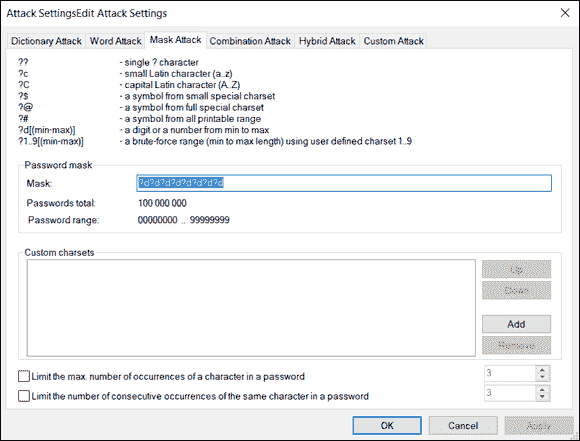 Attack SettingsEdit Attack Settings
Dictionary Attack Word Attack Mask Attack Combination Attack Hybrid Attack Custom Attack
?? - single ? character
?c - small Latin character (a..z)
?C - capital Latin character (A..Z)
?$ - a symbol from small special charset
?@ - a symbol from full special charset
?# - a symbol from all printable range
?d[(min-max)] - a digit or a number from min to max
?1..9[(min-max)] - a brute-force range (min to max length) using user defined charset 1..9
Password mask
Mask: ?d?d?d?d?d?d?d?d
Passwords total: 100 000 000
Password range: 00000000 .. 99999999
Custom charsets
Up
Down
Add
Remove
Limit the max. number of occurrences of a character in a password 3
Limit the number of consecutive occurrences of the same character in a password 3
OK Cancel Apply